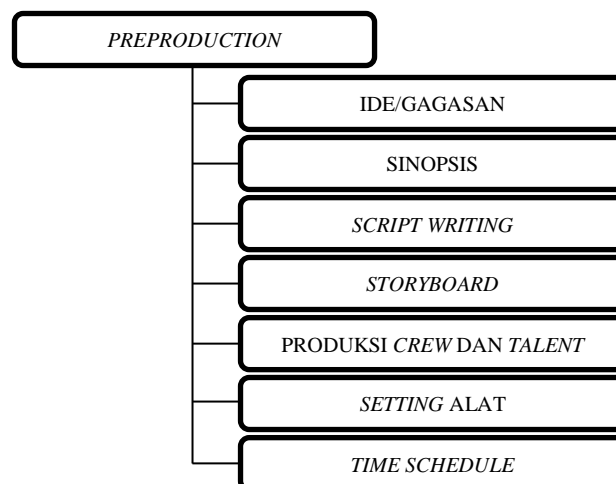 PREPRODUCTION
IDE/GAGASAN
SINOPSIS
SCRIPT WRITING
STORYBOARD
PRODUKSI CREW DAN TALENT
SETTING ALAT
TIME SCHEDULE